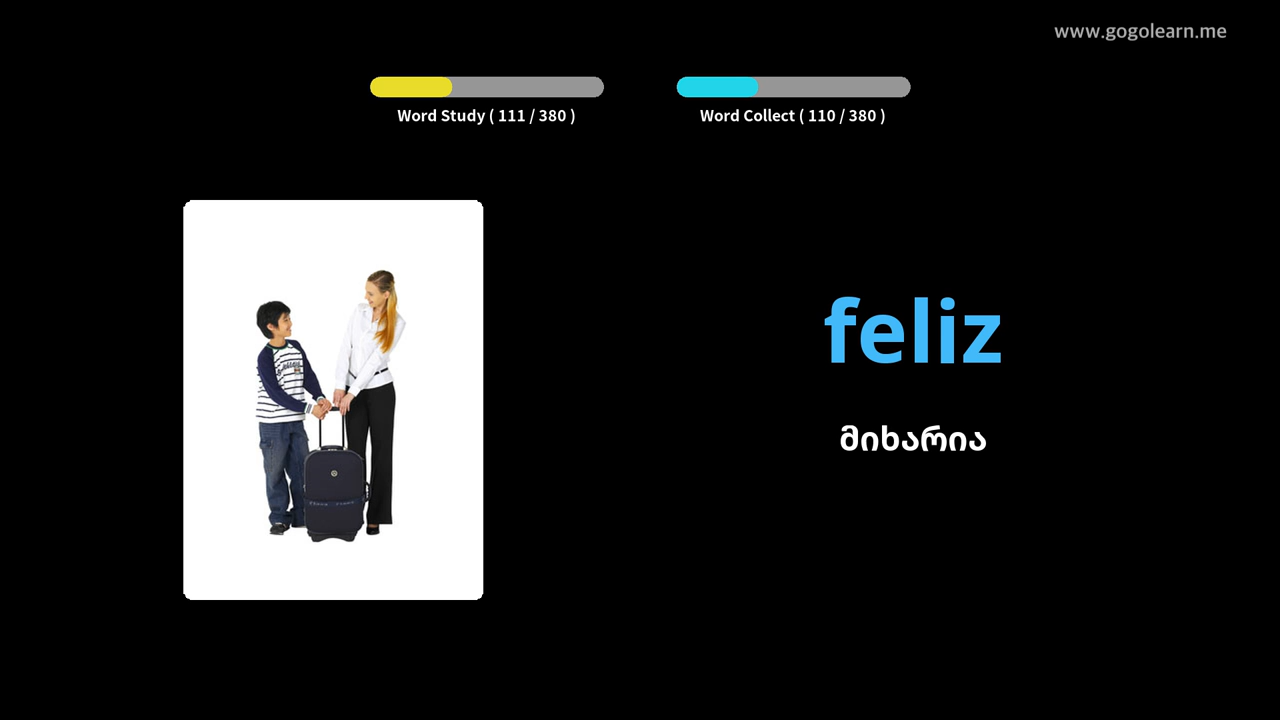 www.gogolearn.me
Word Study ( 111 / 380 )
Word Collect ( 110 / 380 )
feliz
მიხარია